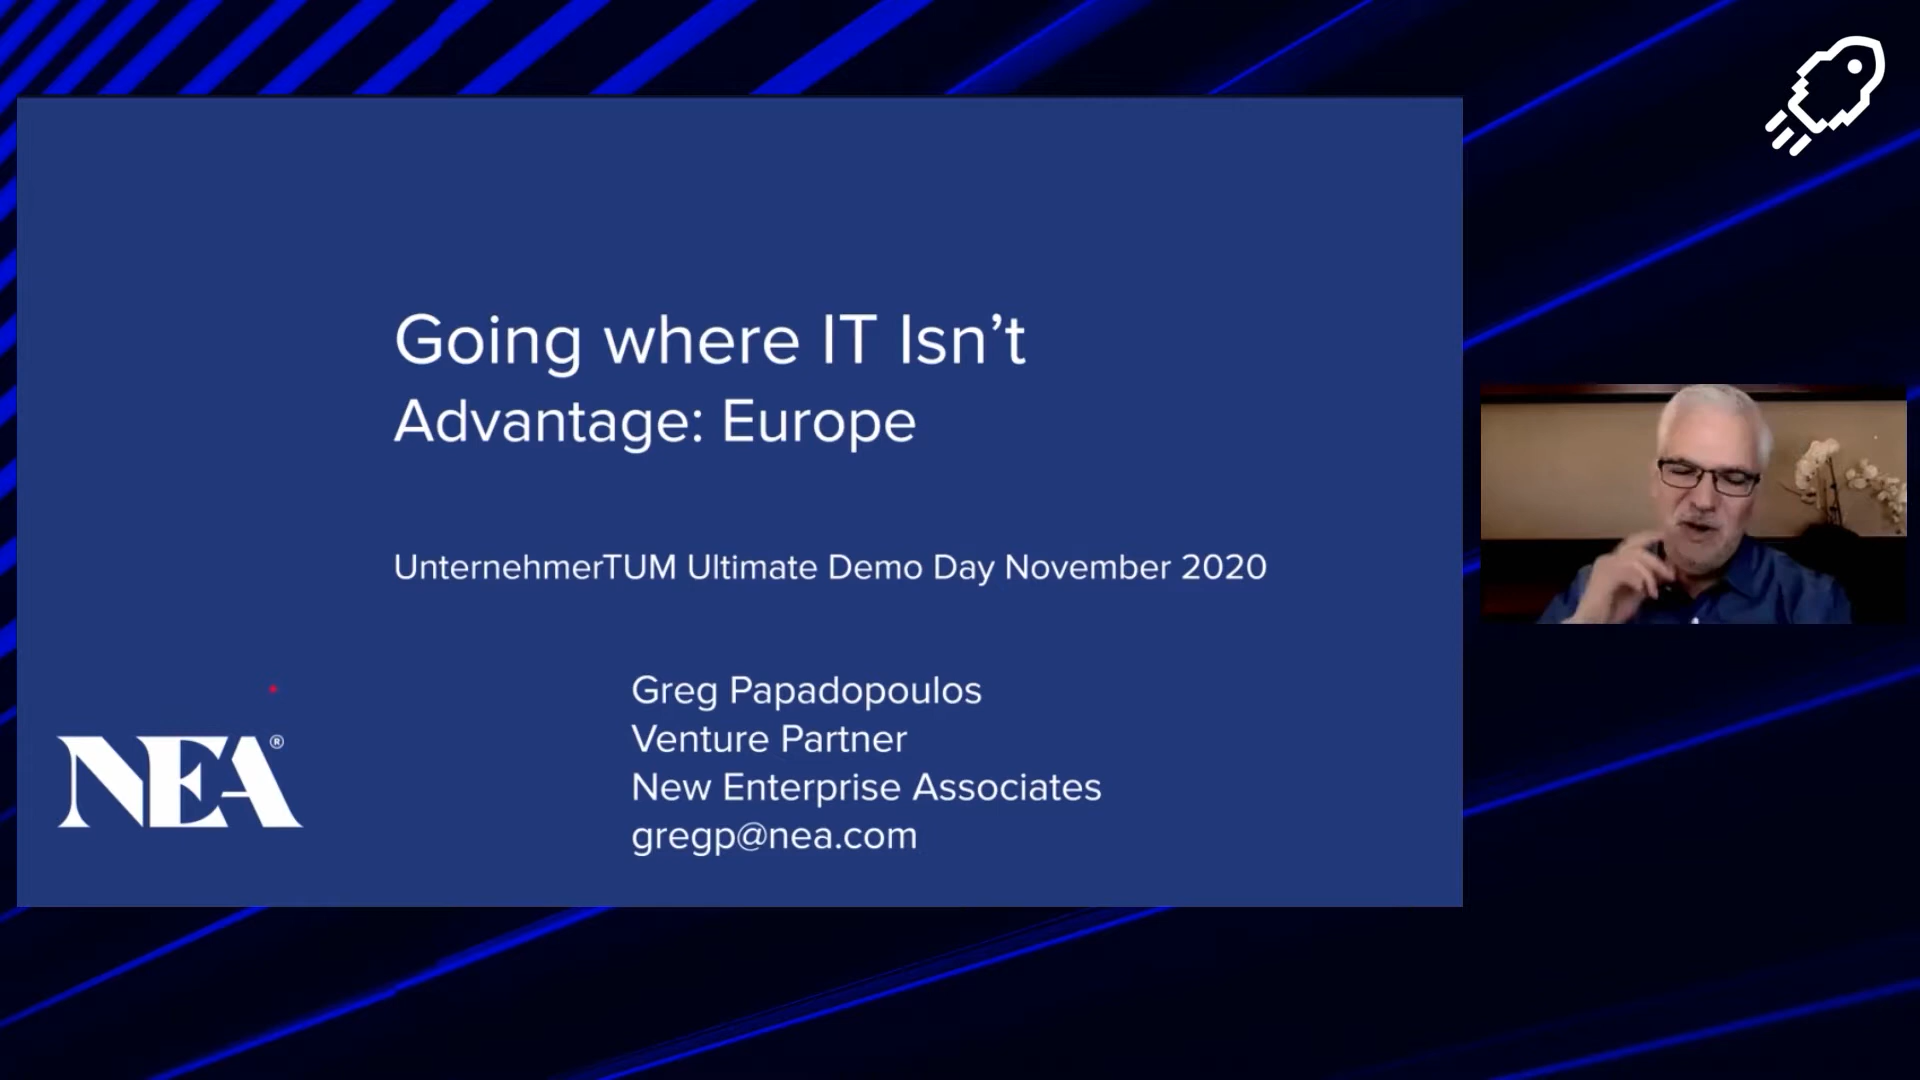 Going where IT Isn’t
Advantage: Europe
UnternehmerTUM Ultimate Demo Day November 2020
Greg Papadopoulos
Venture Partner
New Enterprise Associates
gregp@nea.com
NEA®